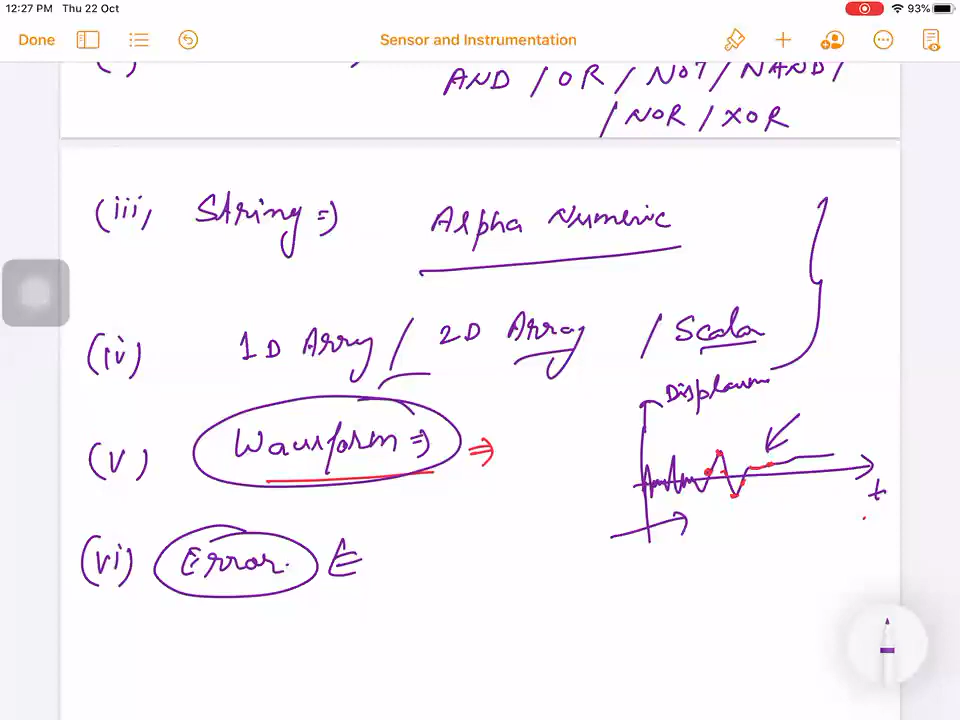 12:27 PM Thu 22 Oct 93%
Done Sensor and Instrumentation
AND / OR / NOT / NAND /
/ NOR / XOR
(iii, String => Alpha Numeric
(iv) 1D Array / 2D Array / Scalar
(v) Waveform => =>
t
(vi) Error.